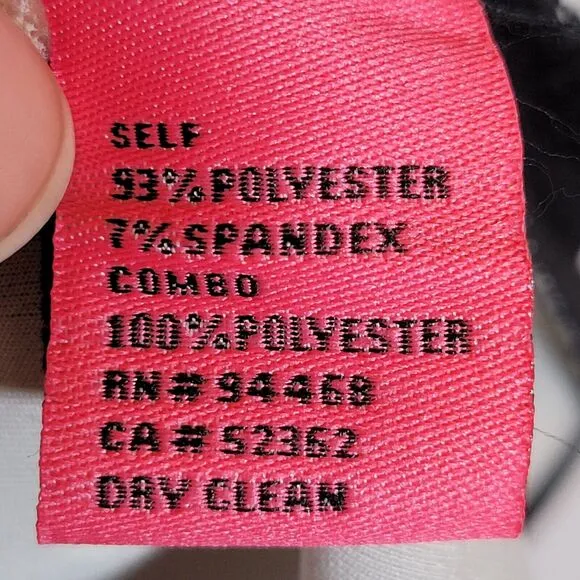 SELF
93%POLYESTER
7%SPANDEX
COMBO
100%POLYESTER
RN#94468
CA#52362
DRY CLEAN